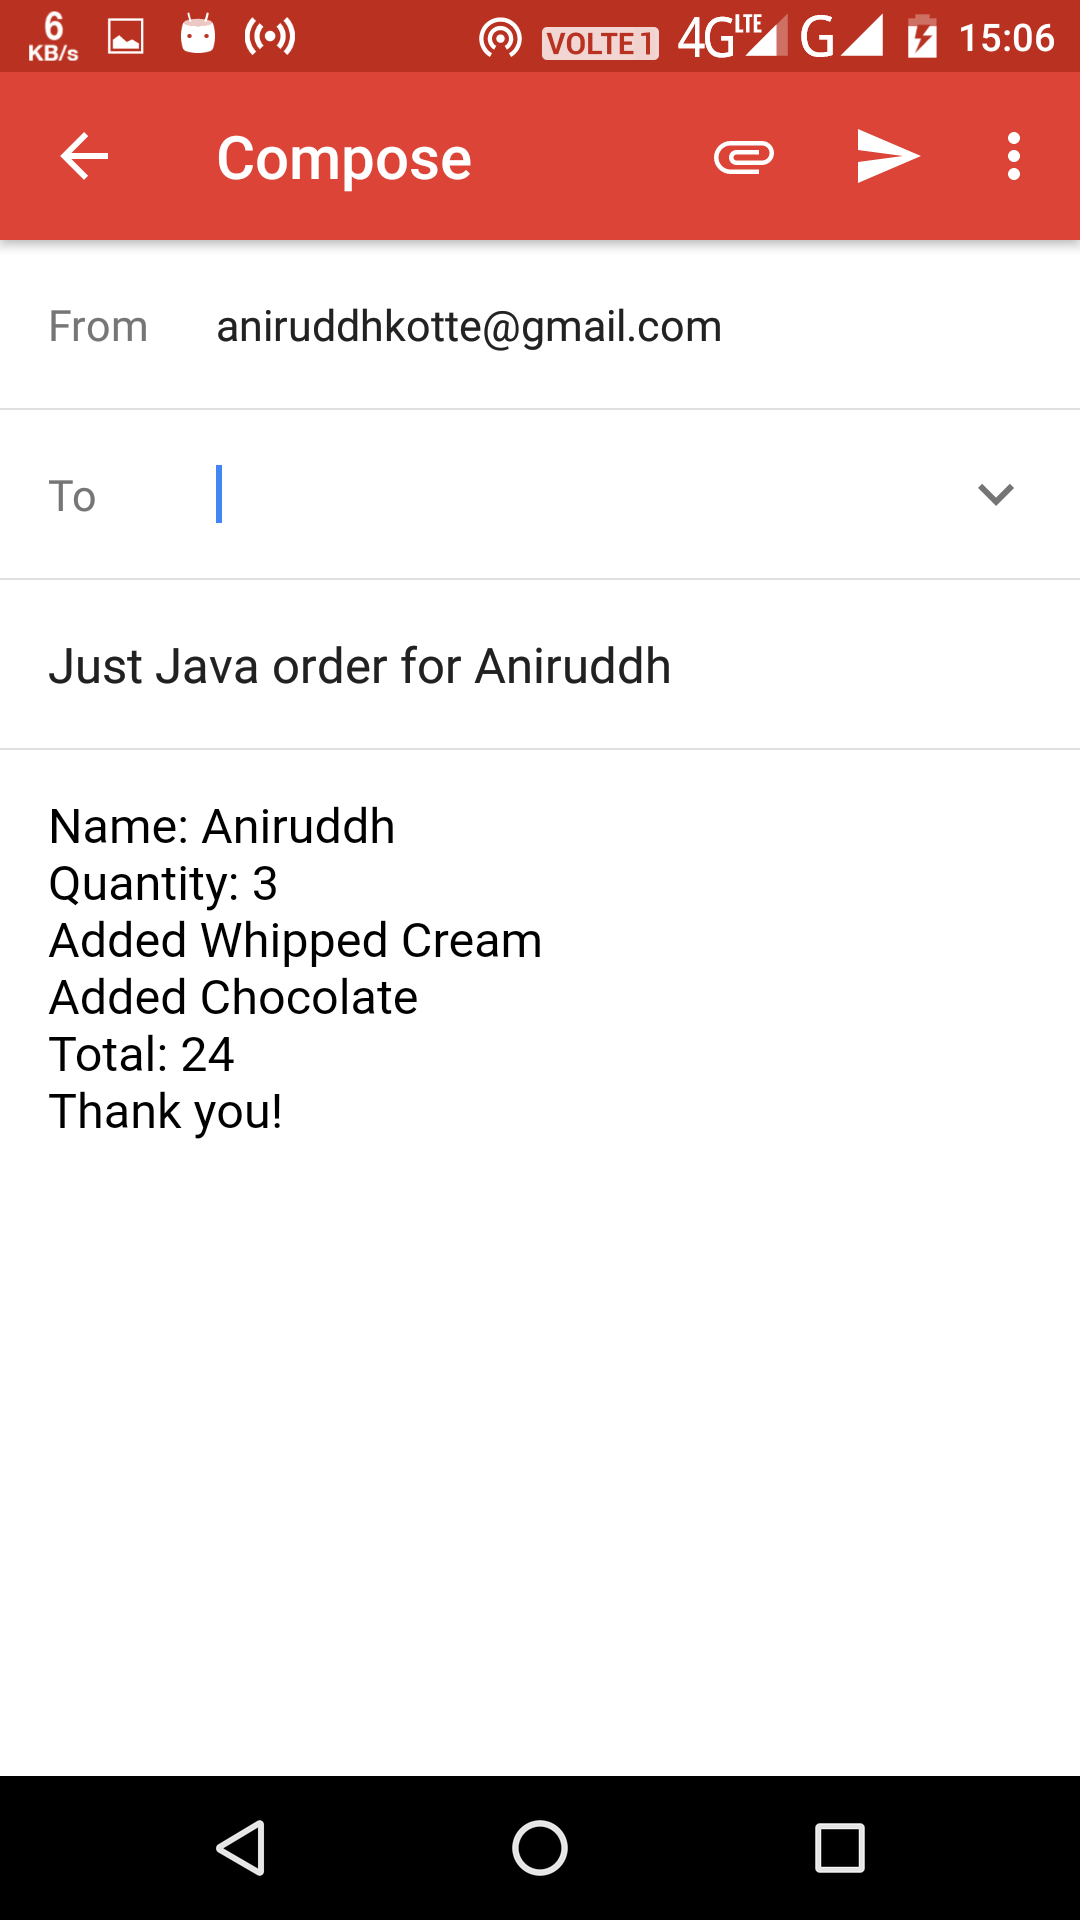 6
KB/s
VOLTE 1
4G LTE
G
15:06
Compose
From aniruddhkotte@gmail.com
To
Just Java order for Aniruddh
Name: Aniruddh
Quantity: 3
Added Whipped Cream
Added Chocolate
Total: 24
Thank you!